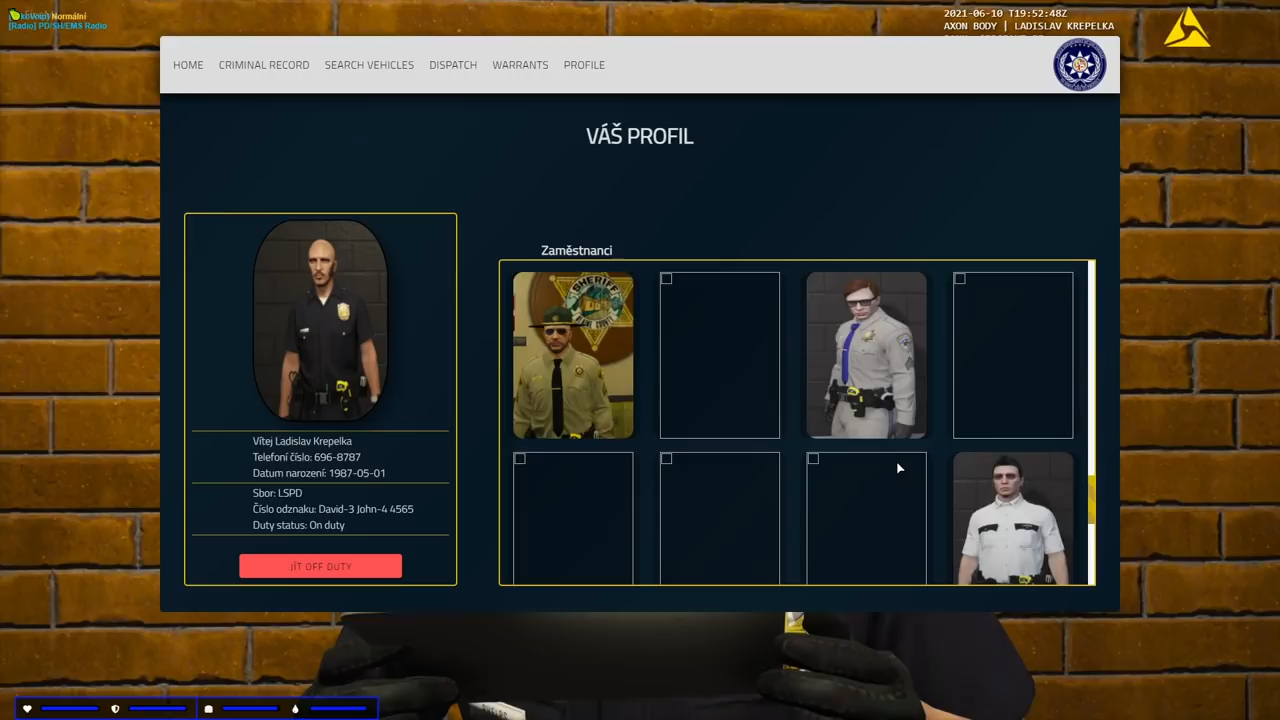 Normální
[Radio] PD/SH/EMS Radio
2021-06-10 T19:52:48Z
AXON BODY | LADISLAV KREPELKA
HOME CRIMINAL RECORD SEARCH VEHICLES DISPATCH WARRANTS PROFILE
VÁŠ PROFIL
Zaměstnanci
SHERIFF
Vítej Ladislav Krepelka
Telefoní číslo: 696-8787
Datum narození: 1987-05-01
Sbor: LSPD
Číslo odznaku: David-3 John-4 4565
Duty status: On duty
JÍT OFF DUTY